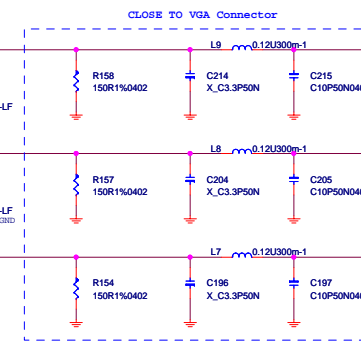 CLOSE TO VGA Connector
L9 0.12U300m-1
R158 C214 C215
150R1%0402 X_C3.3P50N C10P50N04
-LF
L8 0.12U300m-1
R157 C204 C205
150R1%0402 X_C3.3P50N C10P50N04
-LF
GND
L7 0.12U300m-1
R154 C196 C197
150R1%0402 X_C3.3P50N C10P50N04